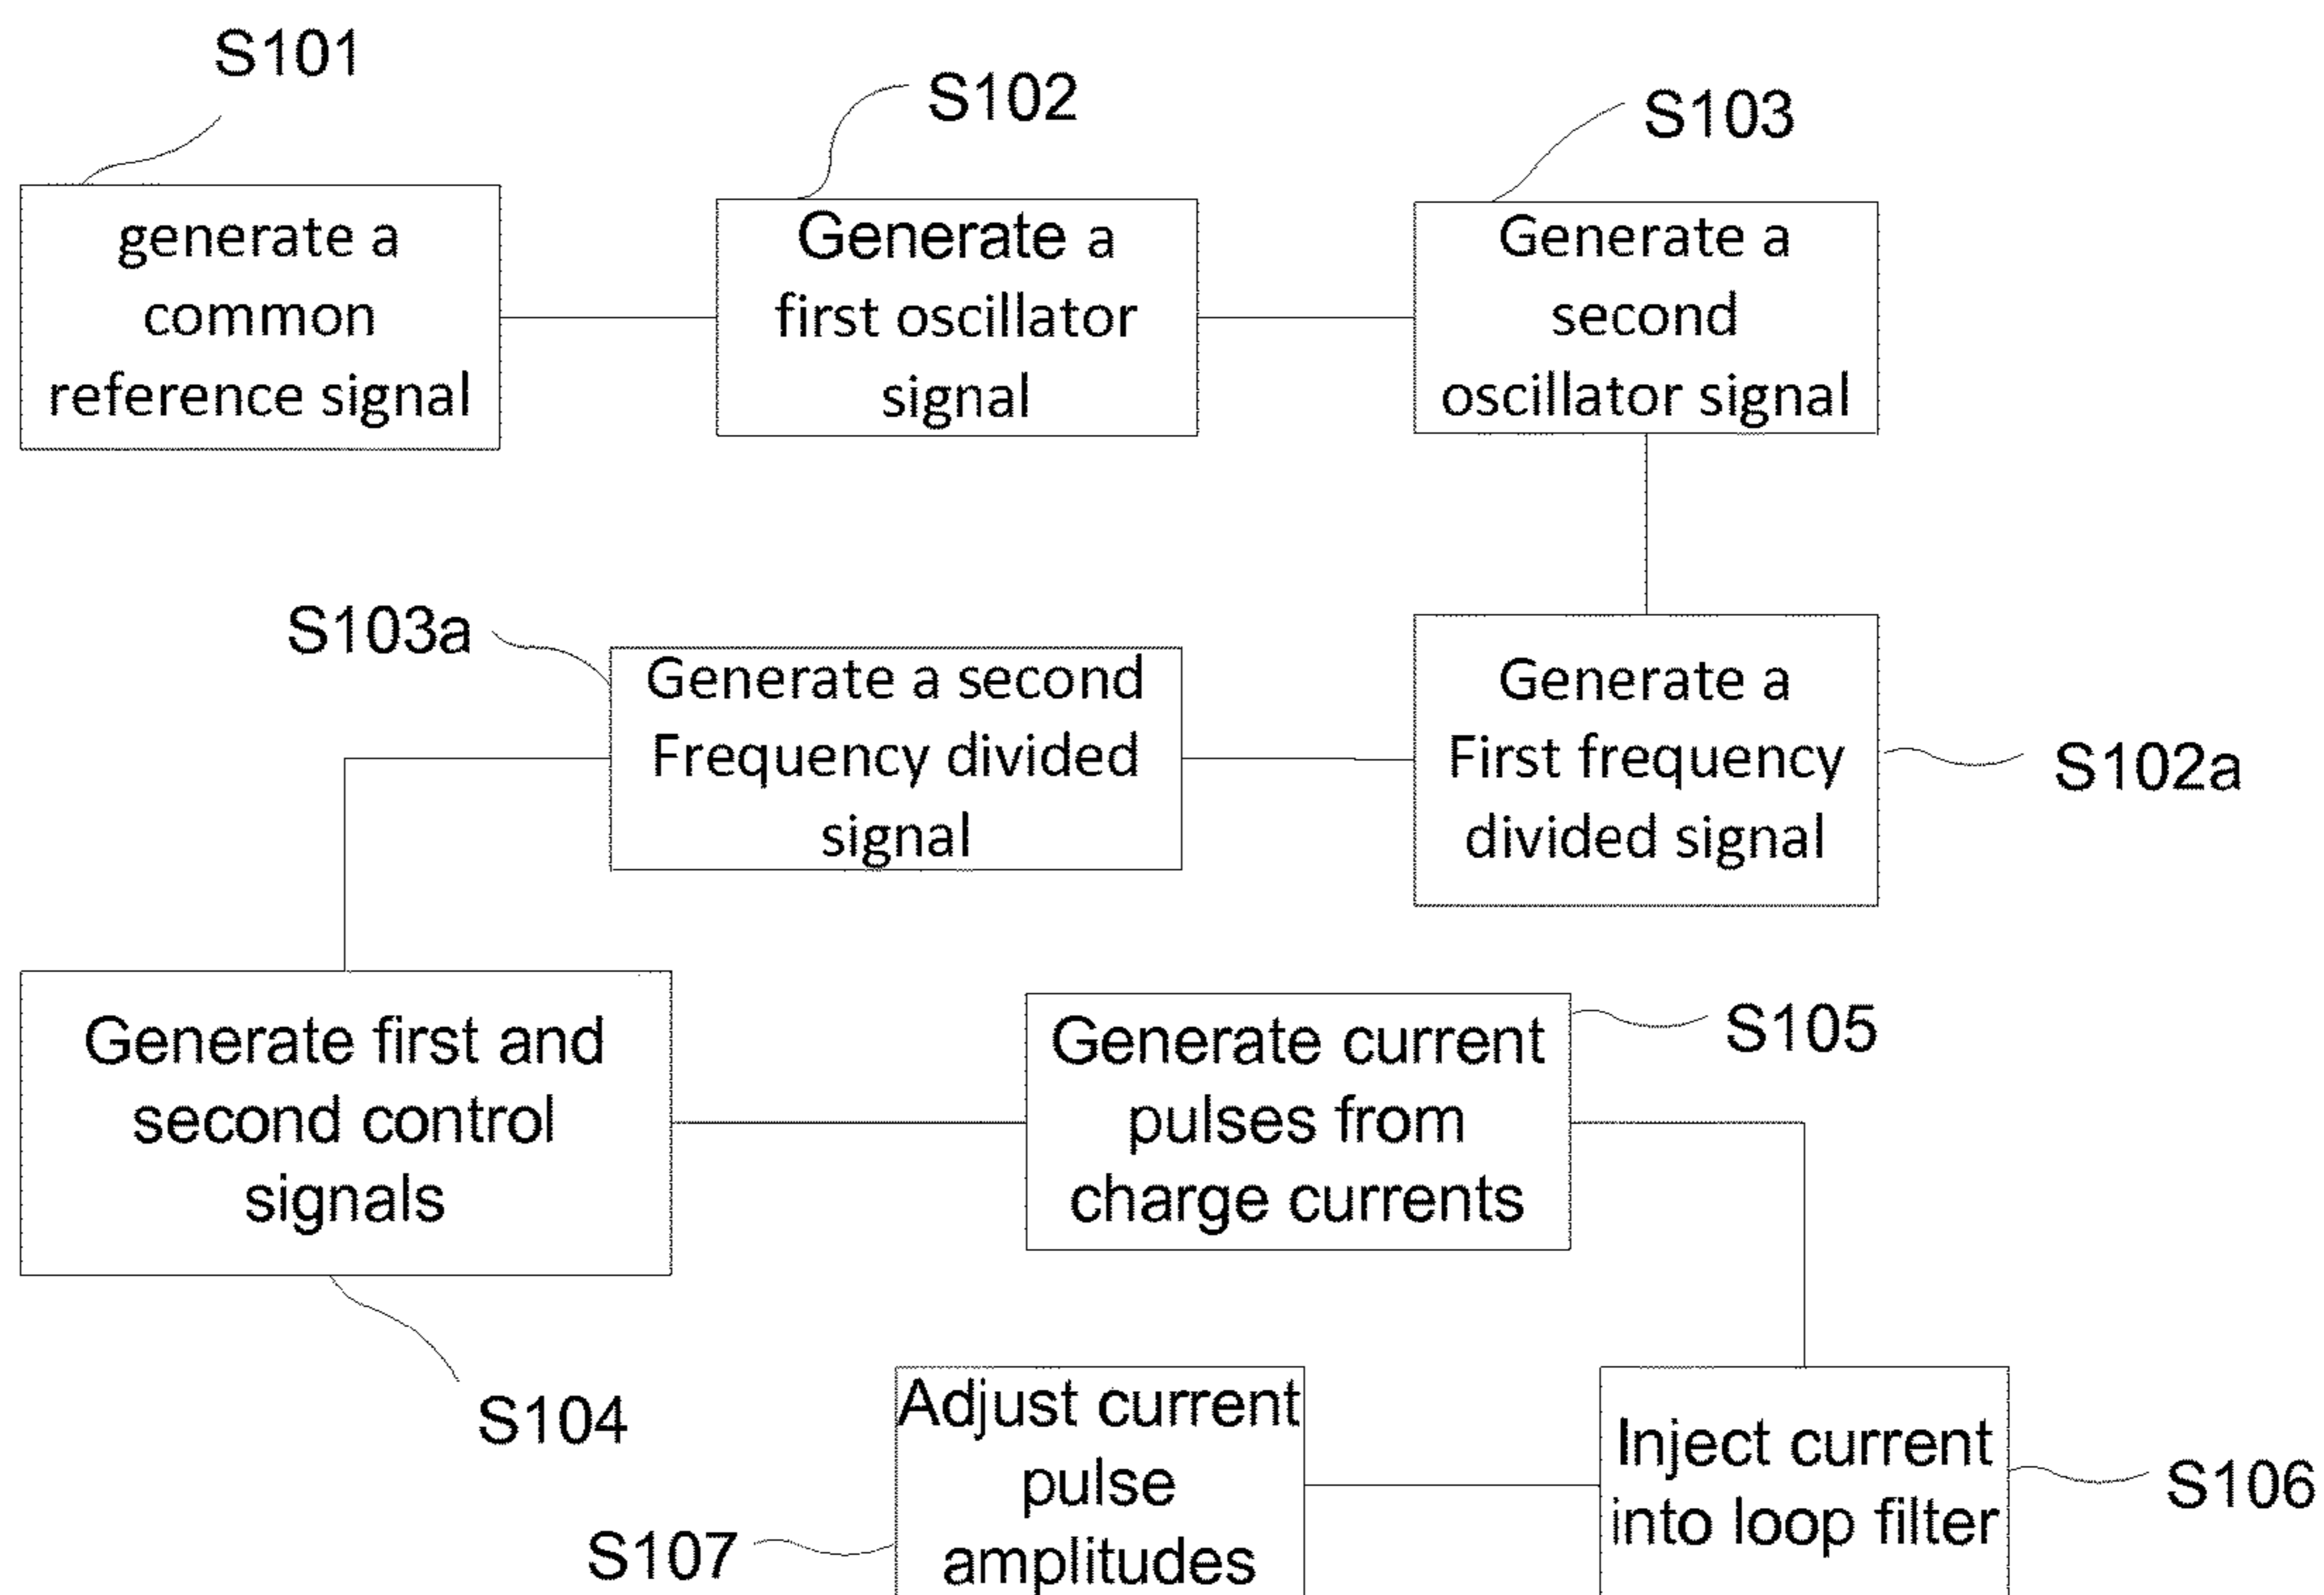 S101
S102
S103
generate a
common
reference signal
Generate a
first oscillator
signal
Generate a
second
oscillator signal
S103a
Generate a second
Frequency divided
signal
Generate a
First frequency
divided signal
S102a
Generate first and
second control
signals
Generate current
pulses from
charge currents
S105
S104
Adjust current
pulse
amplitudes
Inject current
into loop filter
S106
S107